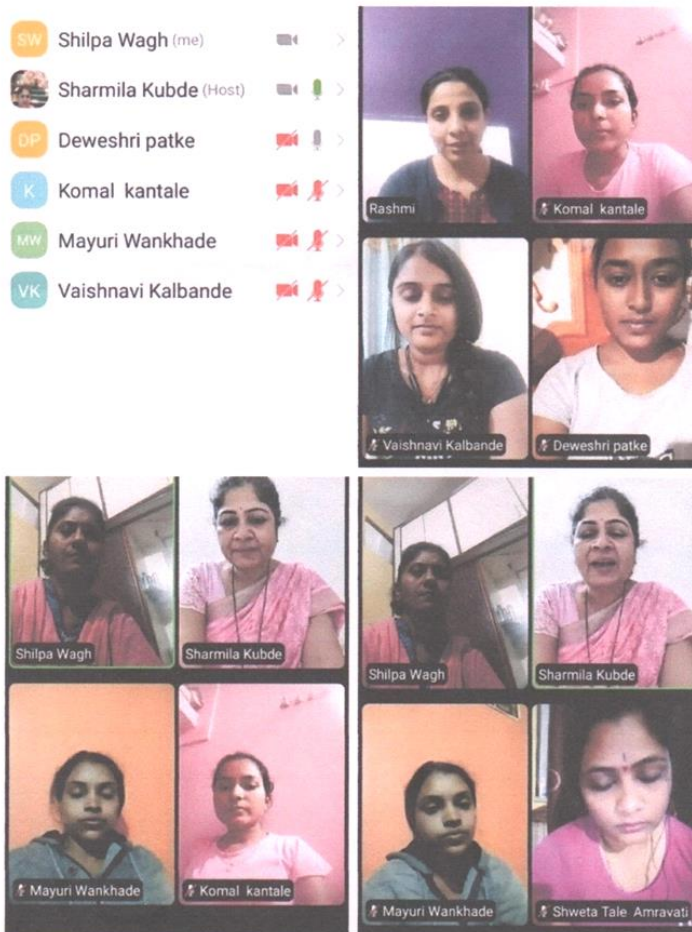 SW Shilpa Wagh (me)
Sharmila Kubde (Host)
DP Deweshri patke
K Komal kantale
MW Mayuri Wankhade
VK Vaishnavi Kalbande
Rashmi
Komal kantale
Vaishnavi Kalbande
Deweshri patke
Shilpa Wagh
Sharmila Kubde
Mayuri Wankhade
Komal kantale
Shilpa Wagh
Sharmila Kubde
Mayuri Wankhade
Shweta Tale Amravati